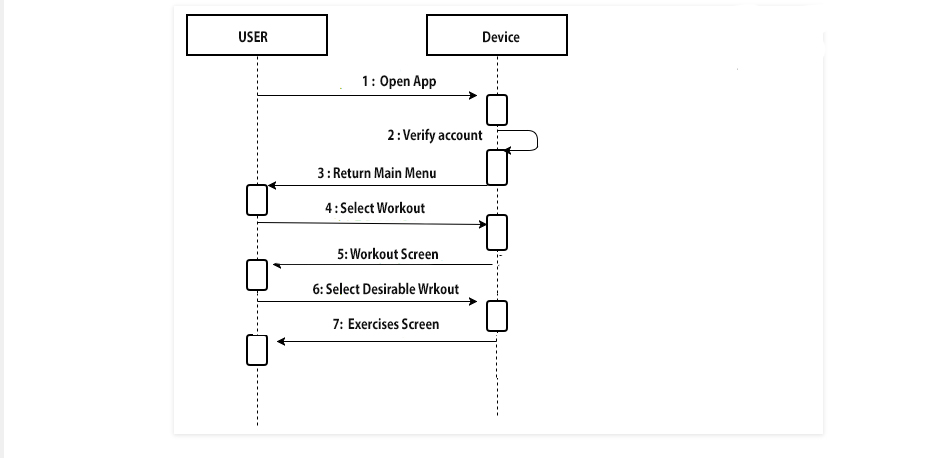 USER
Device
1 : Open App
2 : Verify account
3 : Return Main Menu
4 : Select Workout
5: Workout Screen
6: Select Desirable Wrkout
7: Exercises Screen